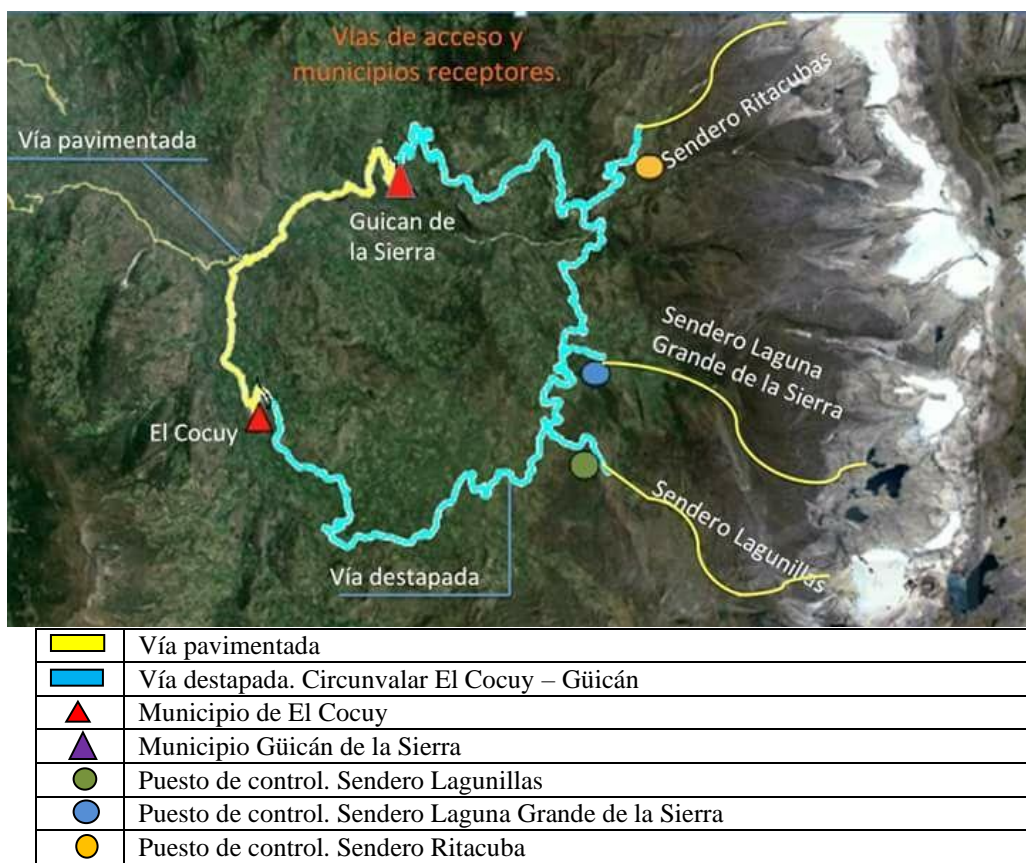 Vías de acceso y
municipios receptores.
Vía pavimentada
Sendero Ritacubas
Guican de
la Sierra
Sendero Laguna
Grande de la Sierra
El Cocuy
Sendero Lagunillas
Vía destapada
Vía pavimentada
Vía destapada. Circunvalar El Cocuy – Güicán
Municipio de El Cocuy
Municipio Güicán de la Sierra
Puesto de control. Sendero Lagunillas
Puesto de control. Sendero Laguna Grande de la Sierra
Puesto de control. Sendero Ritacuba